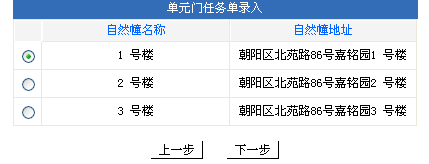 单元门任务单录入
自然幢名称 自然幢地址
1 号楼 朝阳区北苑路86号嘉铭园1 号楼
2 号楼 朝阳区北苑路86号嘉铭园2 号楼
3 号楼 朝阳区北苑路86号嘉铭园3 号楼
上一步 下一步